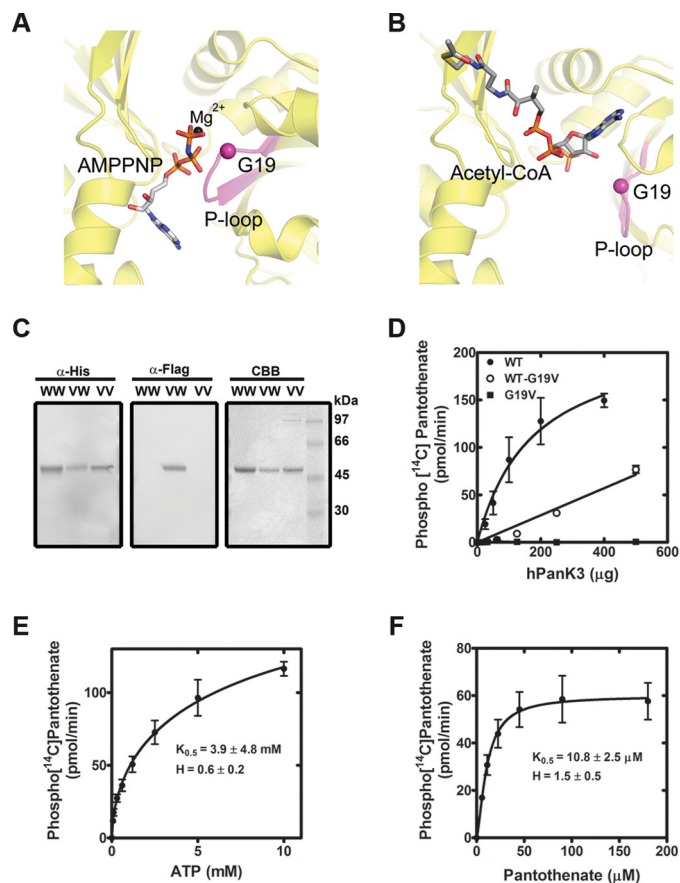 A
Mg2+
AMPPNP
G19
P-loop
B
Acetyl-CoA
G19
P-loop
C
α-His α-Flag CBB
WW VW VV WW VW VV WW VW VV
kDa
97
66
45
30
D
Phospho [14C] Pantothenate
(pmol/min)
200
150
100
50
0
WT
WT-G19V
G19V
0 200 400 600
hPanK3 (μg)
E
Phospho[14C]Pantothenate
(pmol/min)
100
50
0
K0.5 = 3.9 ± 4.8 mM
H = 0.6 ± 0.2
0 5 10
ATP (mM)
F
Phospho[14C]Pantothenate
(pmol/min)
80
60
40
20
0
K0.5 = 10.8 ± 2.5 μM
H = 1.5 ± 0.5
0 50 100 150 200
Pantothenate (μM)